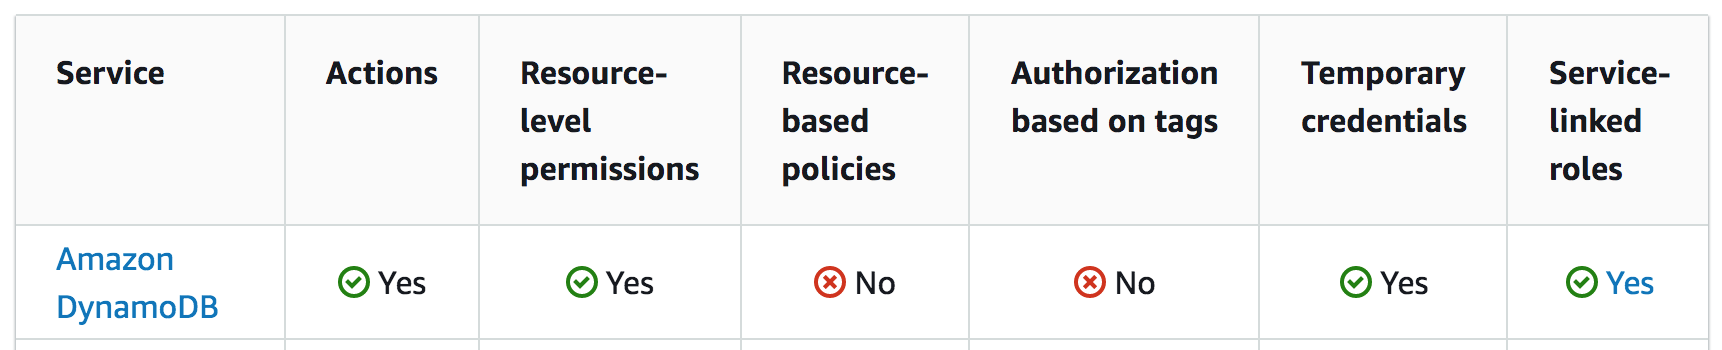 Service Actions Resource- Resource- Authorization Temporary Service-
level based based on tags credentials linked
permissions policies roles
Amazon
DynamoDB
Yes Yes No No Yes Yes